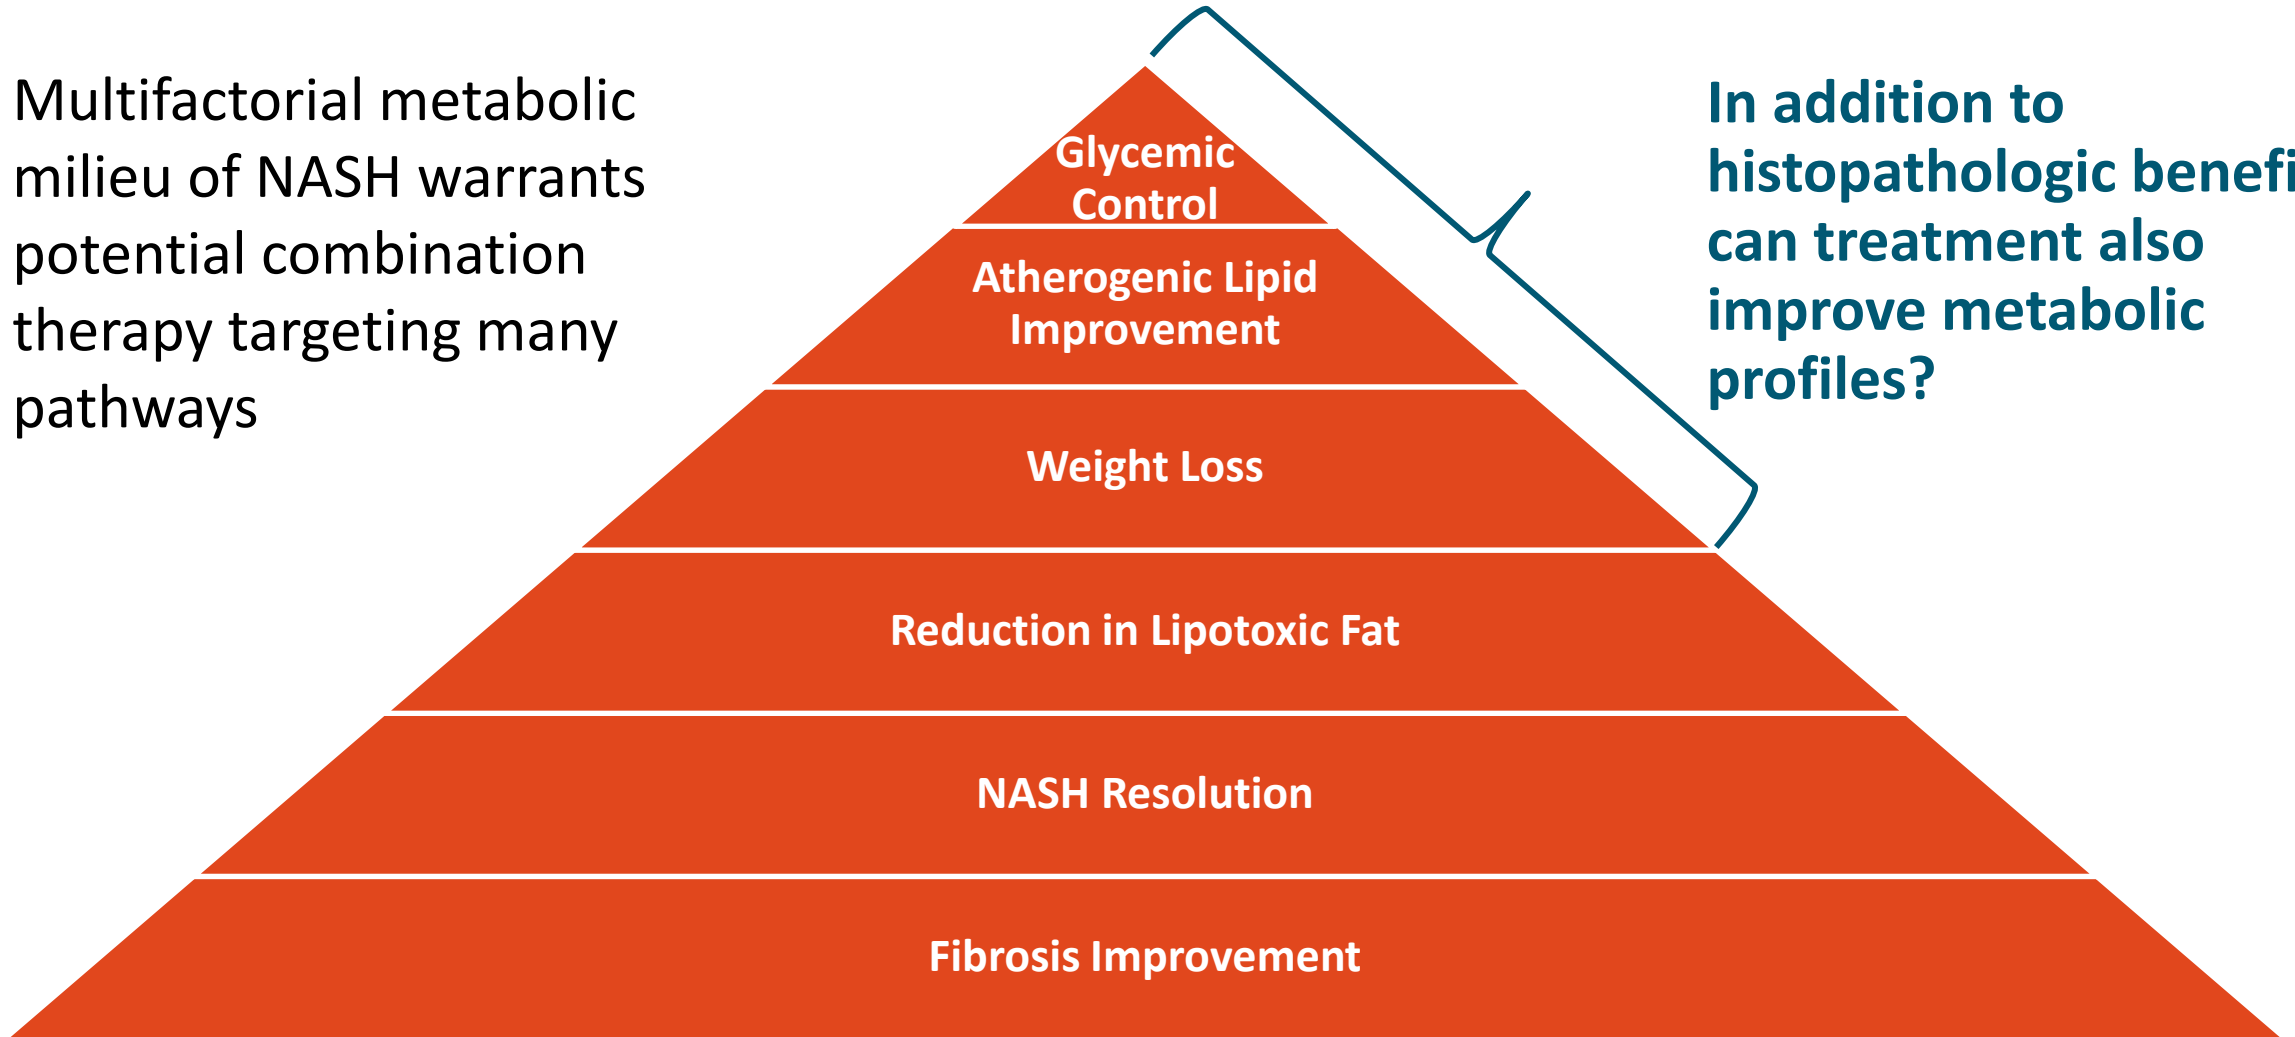 Multifactorial metabolic
milieu of NASH warrants
potential combination
therapy targeting many
pathways
Glycemic
Control
Atherogenic Lipid
Improvement
Weight Loss
Reduction in Lipotoxic Fat
NASH Resolution
Fibrosis Improvement
In addition to
histopathologic benefi
can treatment also
improve metabolic
profiles?